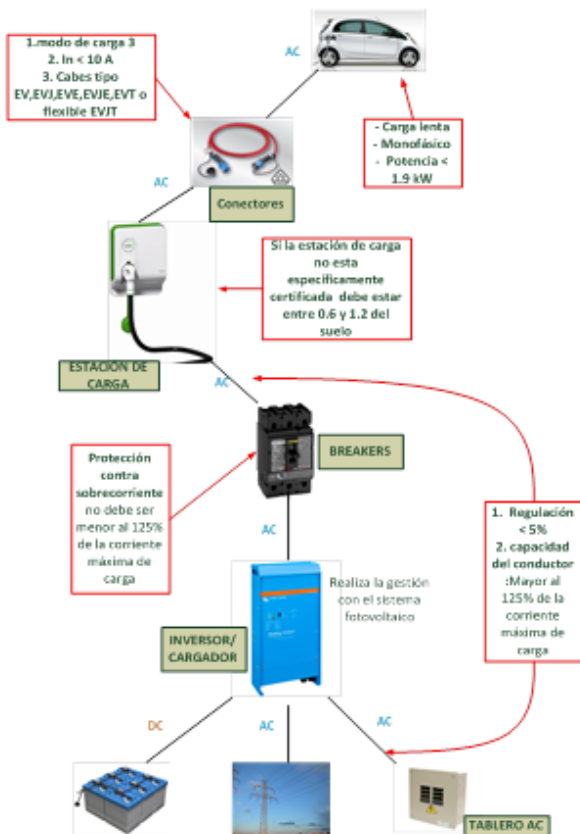 1.modo de carga 3
2. In < 10 A
3. Cabes tipo
EV,EVJ,EVE,EVJE,EVT o
flexible EVJT
AC
- Carga lenta
- Monofásico
- Potencia <
1.9 kW
AC
Conectores
Si la estación de carga
no esta
específicamente
certificada debe estar
entre 0.6 y 1.2 del
suelo
ESTACIÓN DE
CARGA
AC
BREAKERS
Protección
contra
sobrecorriente
no debe ser
menor al 125%
de la corriente
máxima de
carga
AC
1. Regulación
< 5%
2. capacidad
del conductor
:Mayor al
125% de la
corriente
máxima de
carga
Realiza la gestión
con el sistema
fotovoltaico
INVERSOR/
CARGADOR
DC
AC
AC
TABLERO AC